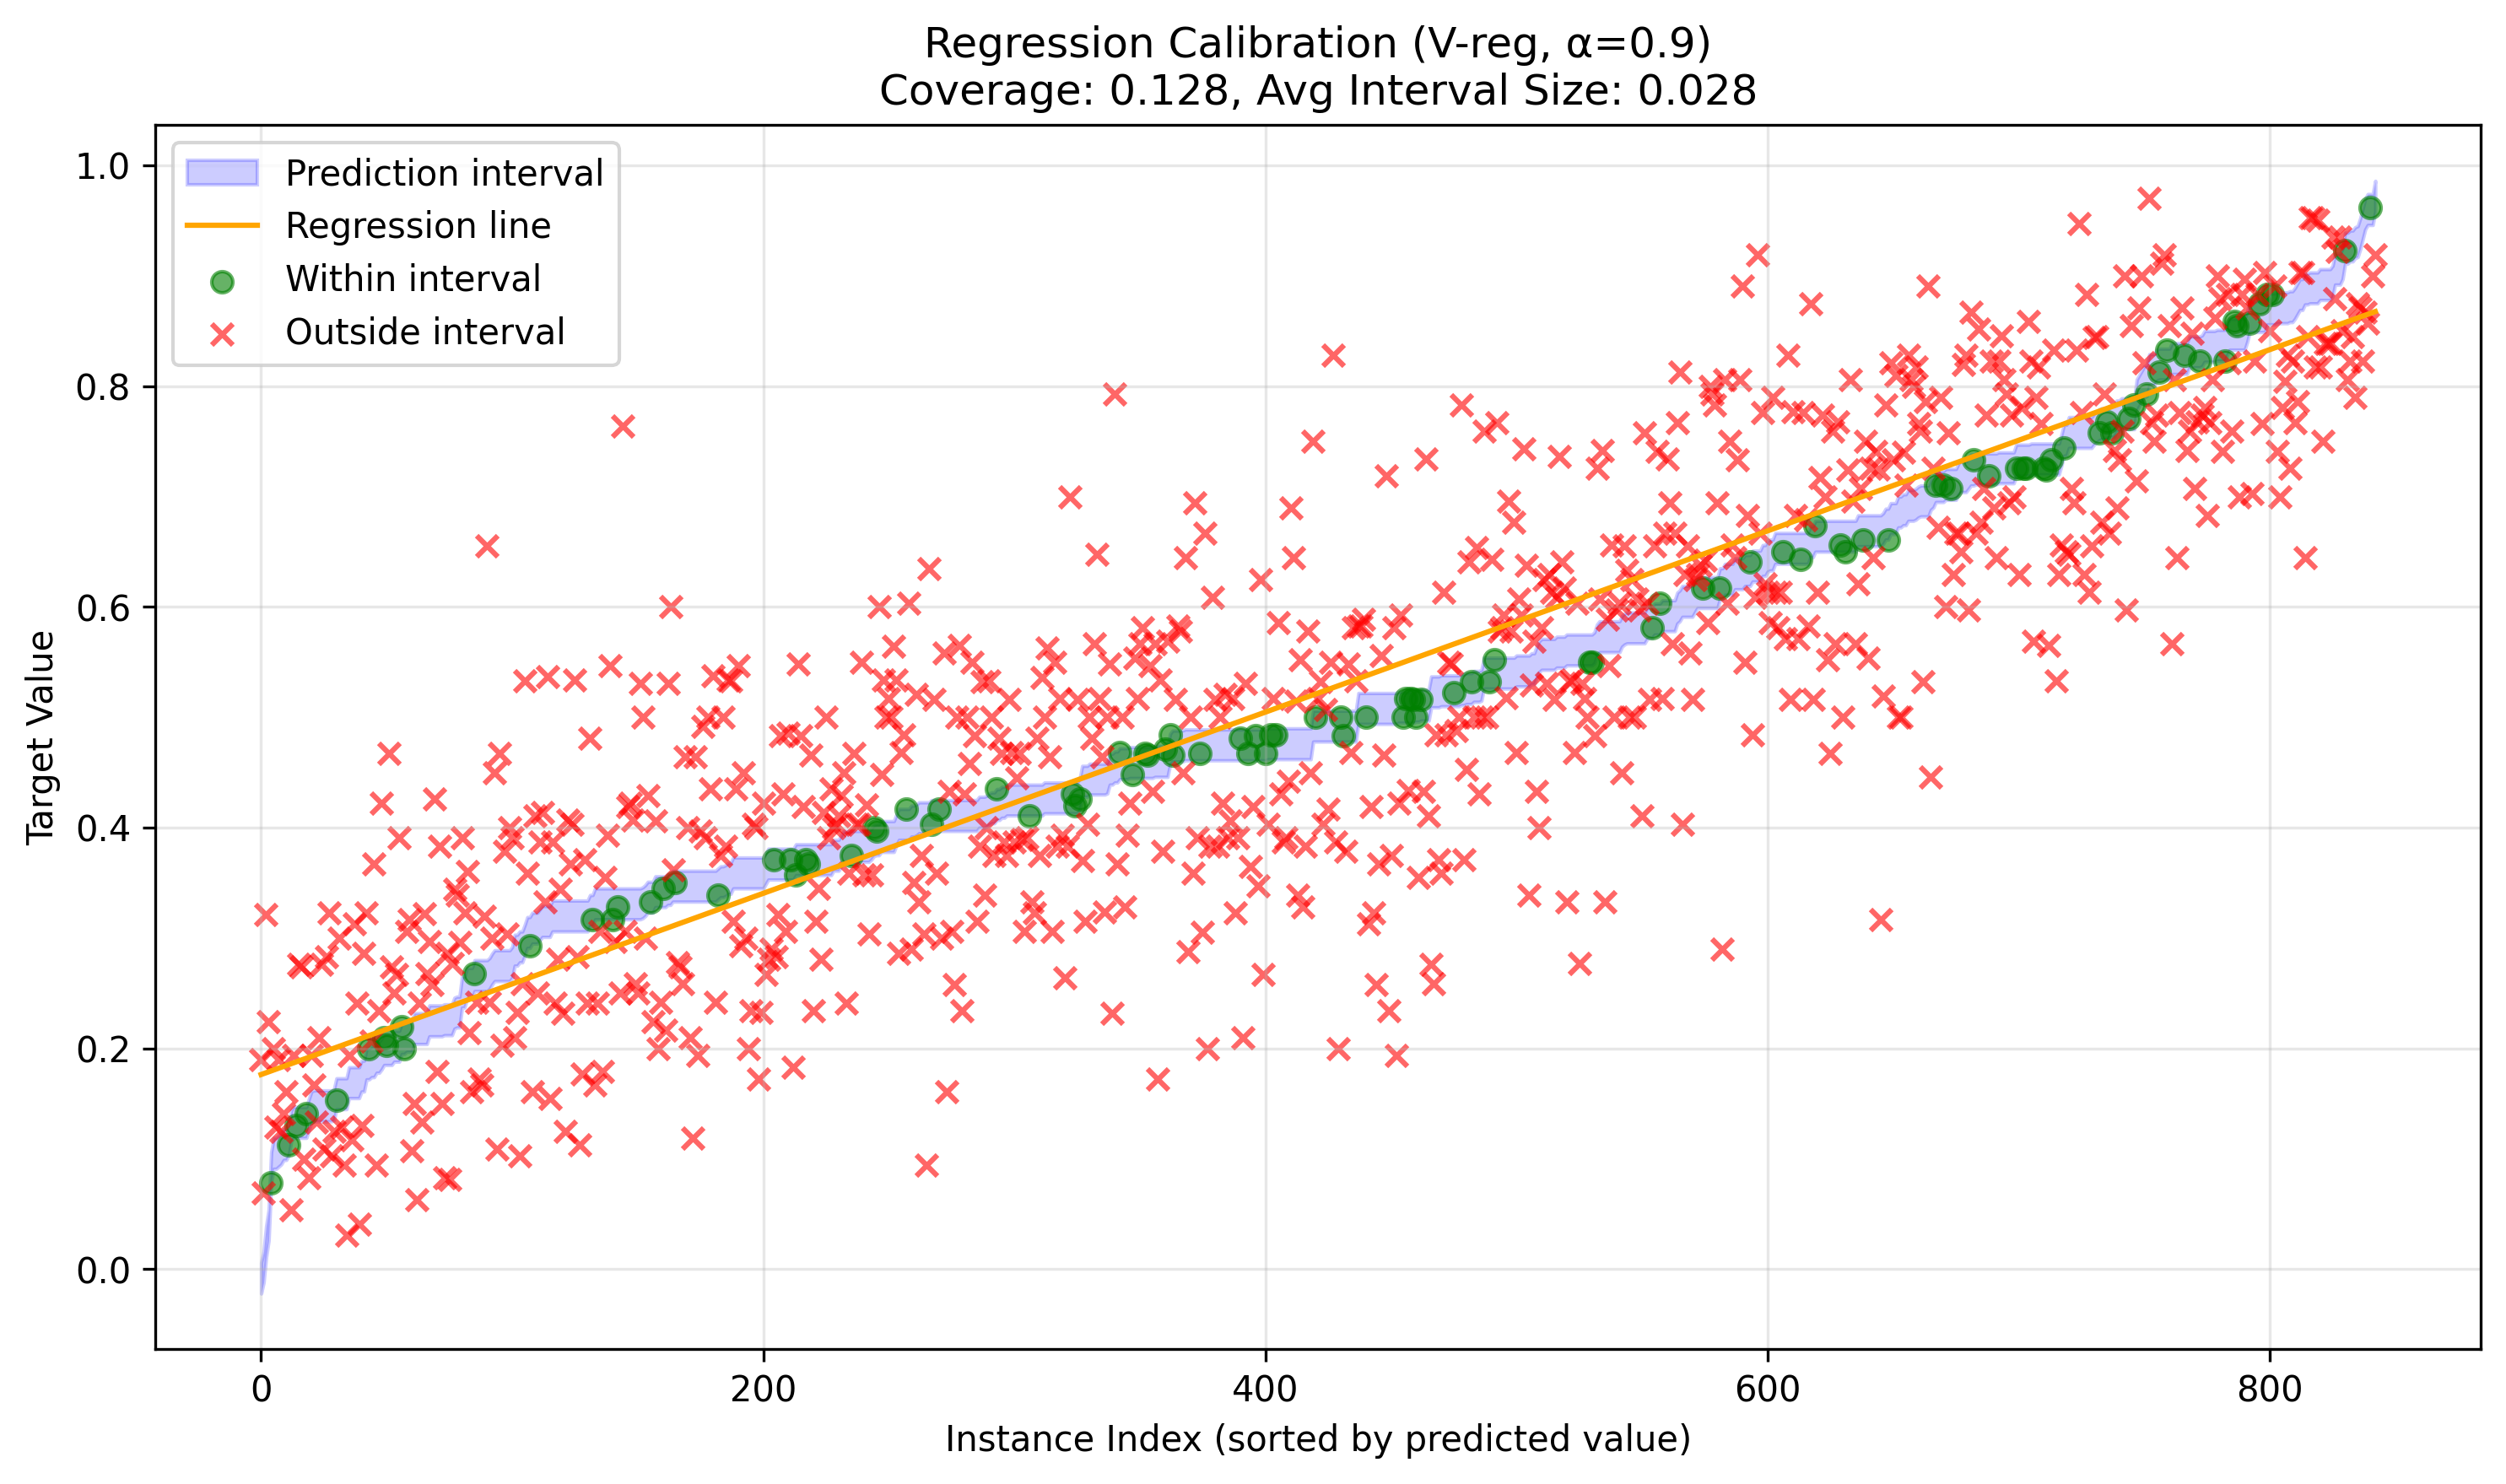 Regression Calibration (V-reg, α=0.9)
Coverage: 0.128, Avg Interval Size: 0.028
Prediction interval
Regression line
Within interval
Outside interval
1.0
0.8
0.6
0.4
0.2
0.0
Target Value
0
200
400
600
800
Instance Index (sorted by predicted value)